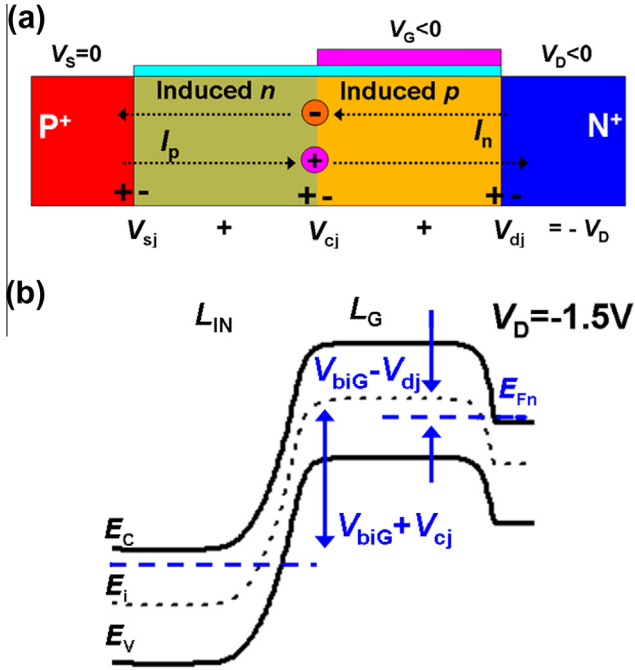 (a)
V_S=0 V_G<0 V_D<0
Induced n Induced p
P+ - N+
I_p I_n
+
+ - + - + -
V_sj + V_cj + V_dj = - V_D
(b)
L_IN L_G V_D=-1.5V
V_biG-V_dj
E_Fn
V_biG+V_cj
E_C
E_i
E_V